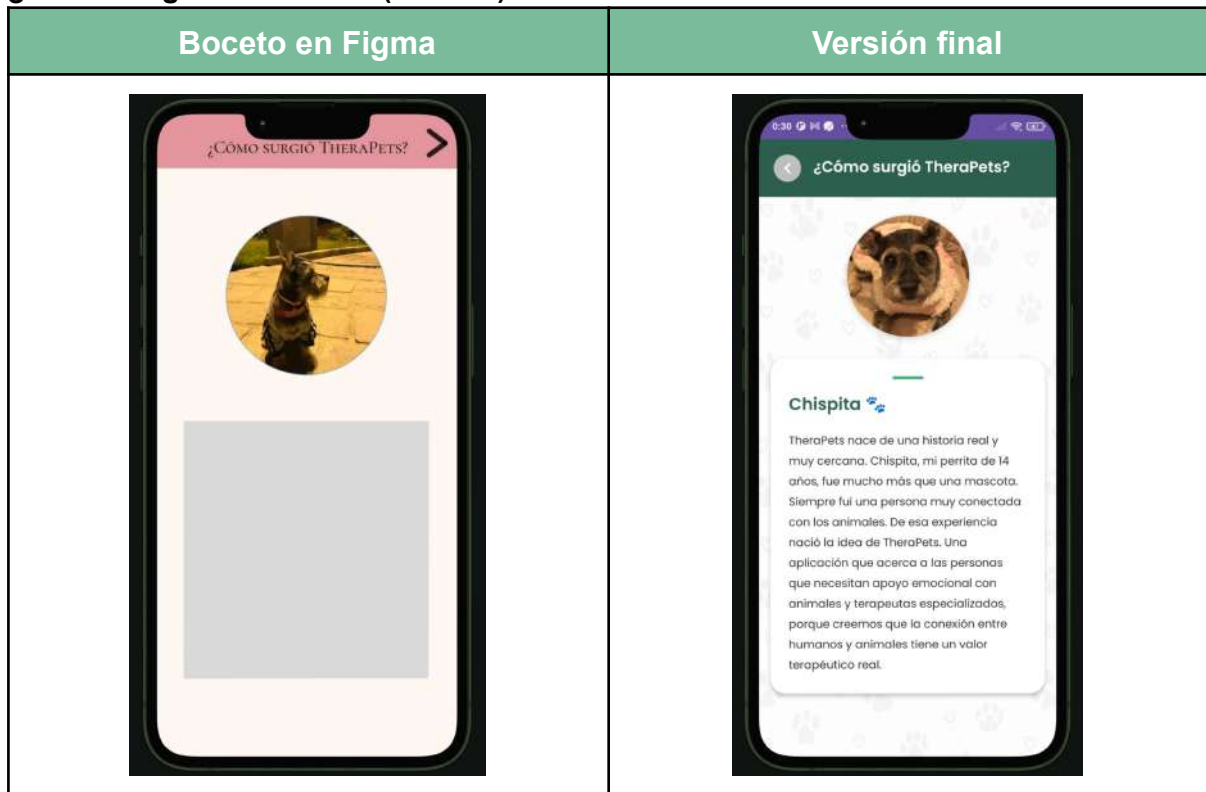 Boceto en Figma
Versión final
¿Cómo surgió TheraPets?
0:30
¿Cómo surgió TheraPets?
Chispita
TheraPets nace de una historia real y
muy cercana. Chispita, mi perrita de 14
años, fue mucho más que una mascota.
Siempre fui una persona muy conectada
con los animales. De esa experiencia
nació la idea de TheraPets. Una
aplicación que acerca a las personas
que necesitan apoyo emocional con
animales y terapeutas especializados,
porque creemos que la conexión entre
humanos y animales tiene un valor
terapéutico real.